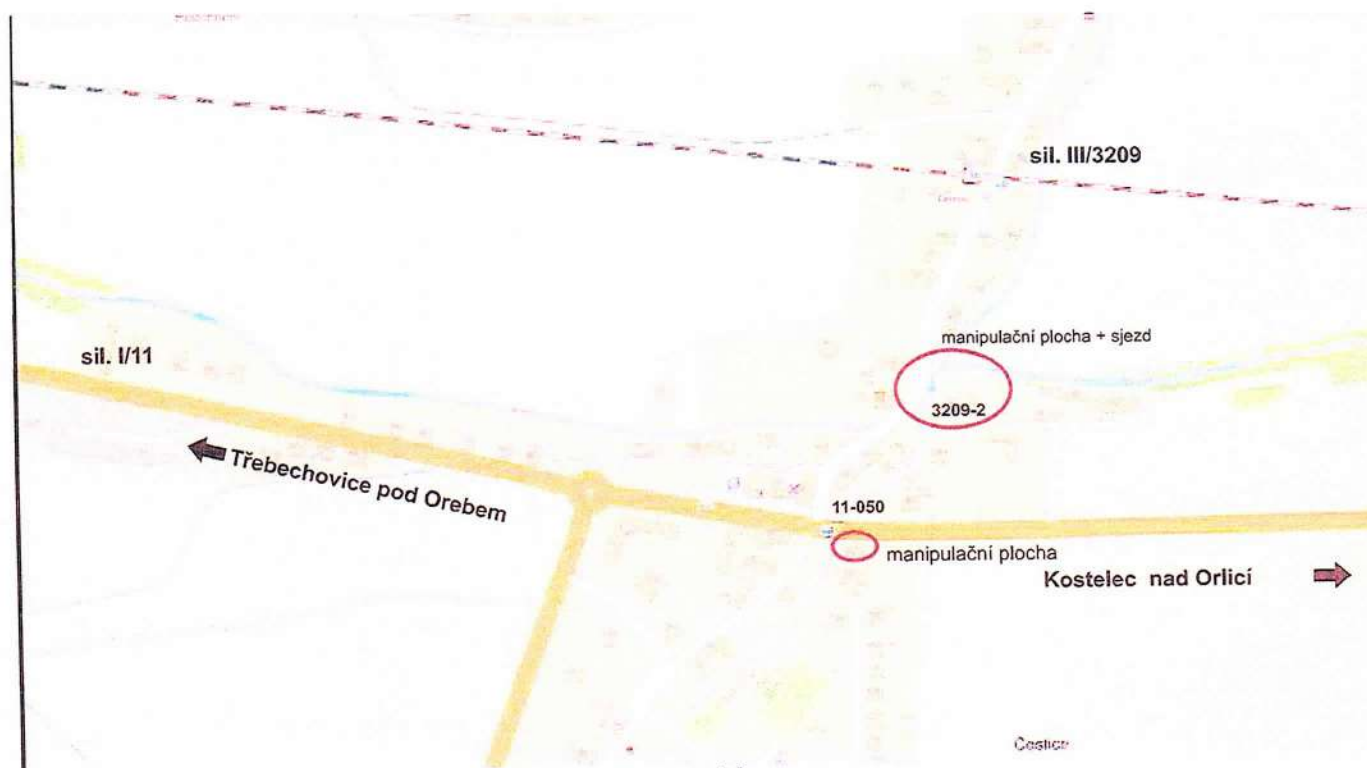 sil. III/3209
manipulační plocha + sjezd
sil. I/11
3209-2
Třebechovice pod Orebem
11-050
manipulační plocha
Kostelec nad Orlicí
Čestice